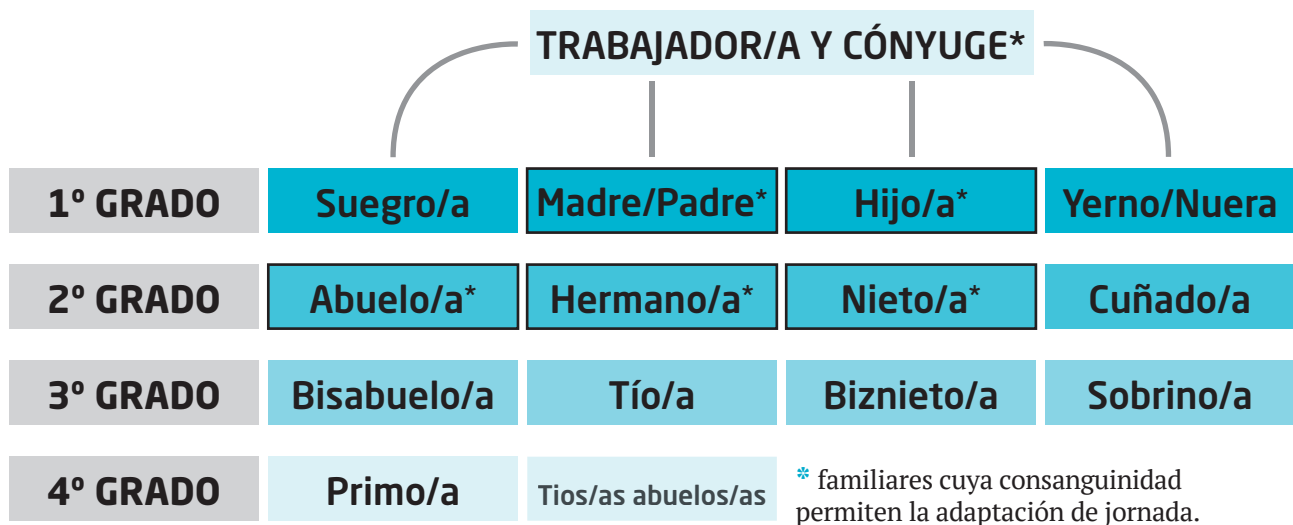 TRABAJADOR/A Y CÓNYUGE*
1º GRADO
Suegro/a
Madre/Padre*
Hijo/a*
Yerno/Nuera
2º GRADO
Abuelo/a*
Hermano/a*
Nieto/a*
Cuñado/a
3º GRADO
Bisabuelo/a
Tío/a
Biznieto/a
Sobrino/a
4º GRADO
Primo/a
Tios/as abuelos/as
* familiares cuya consanguinidad
permiten la adaptación de jornada.